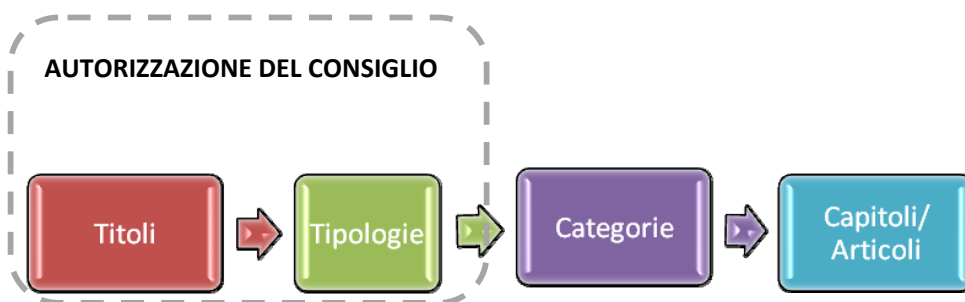 AUTORIZZAZIONE DEL CONSIGLIO
Titoli
Tipologie
Categorie
Capitoli/
Articoli